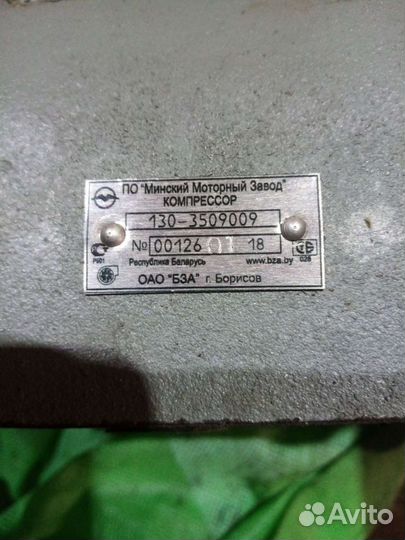 ПО "Минский Моторный Завод"
КОМПРЕССОР
130-3509009
№ 00126 07 18
Республика Беларусь www.bza.by
ОАО "БЗА" г. Борисов
Avito